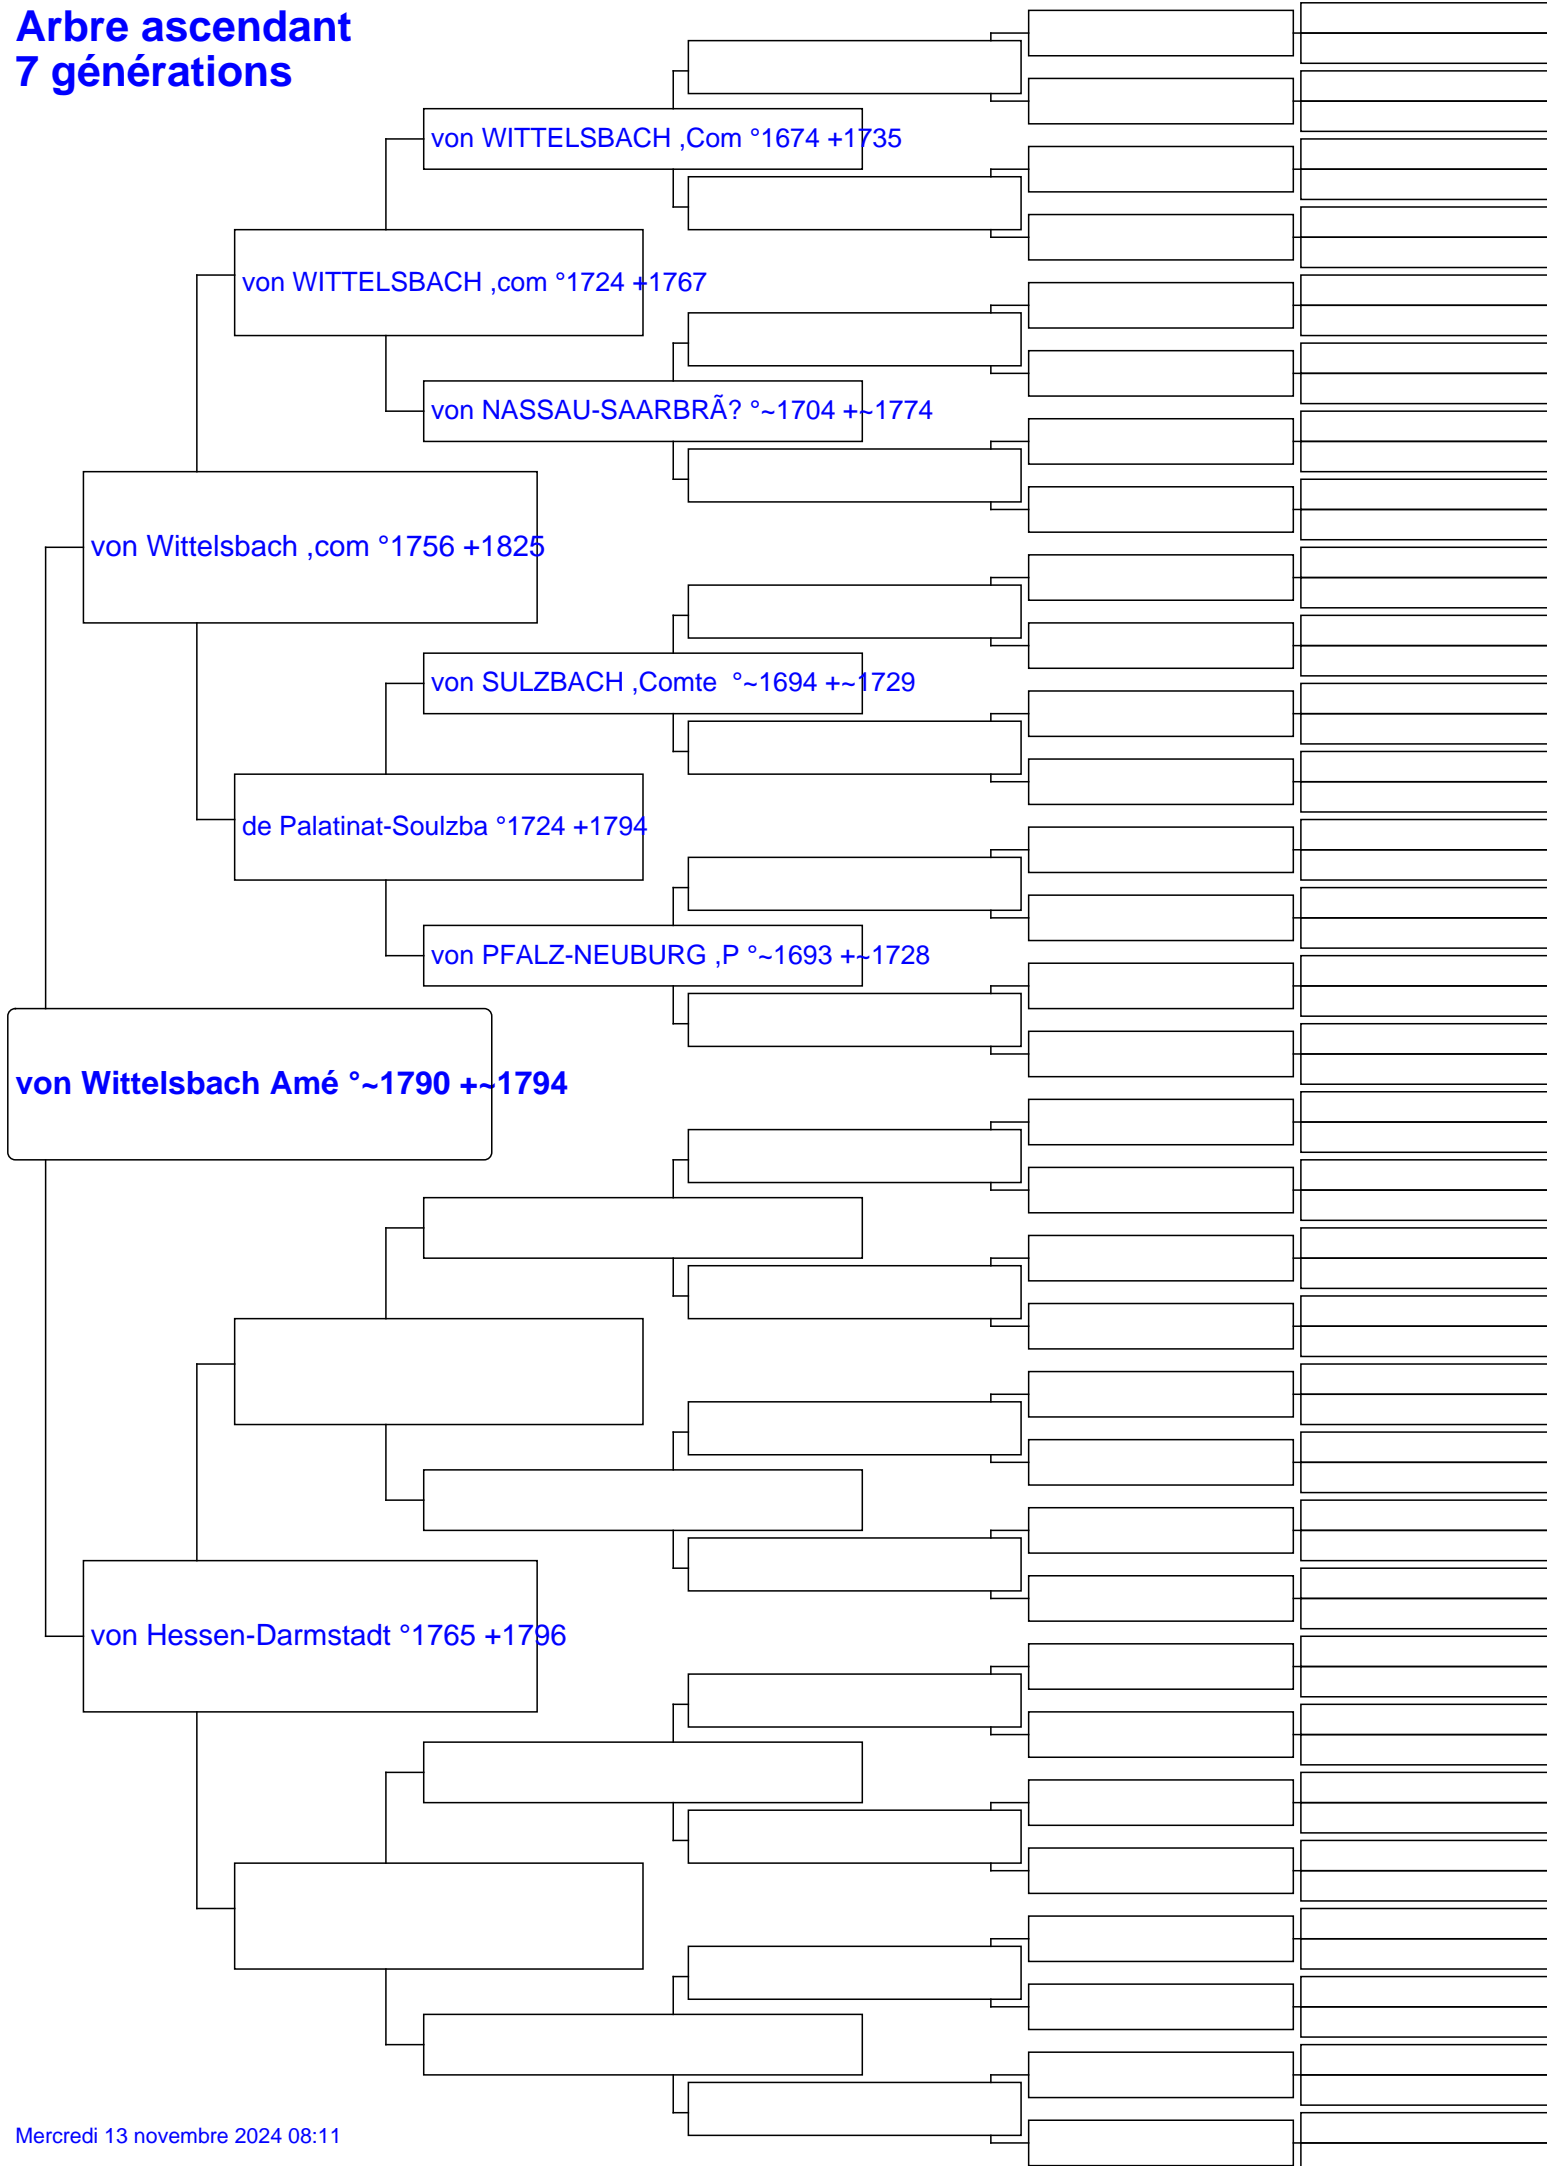 Arbre ascendant
7 générations
von WITTELSBACH ,Com °1674 +1735
von WITTELSBACH ,com °1724 +1767
von NASSAU-SAARBRÃ? °~1704 +~1774
von Wittelsbach ,com °1756 +1825
von SULZBACH ,Comte  °~1694 +~1729
de Palatinat-Soulzba °1724 +1794
von PFALZ-NEUBURG ,P °~1693 +~1728
von Wittelsbach Amé °~1790 +~1794
von Hessen-Darmstadt °1765 +1796
Mercredi 13 novembre 2024 08:11